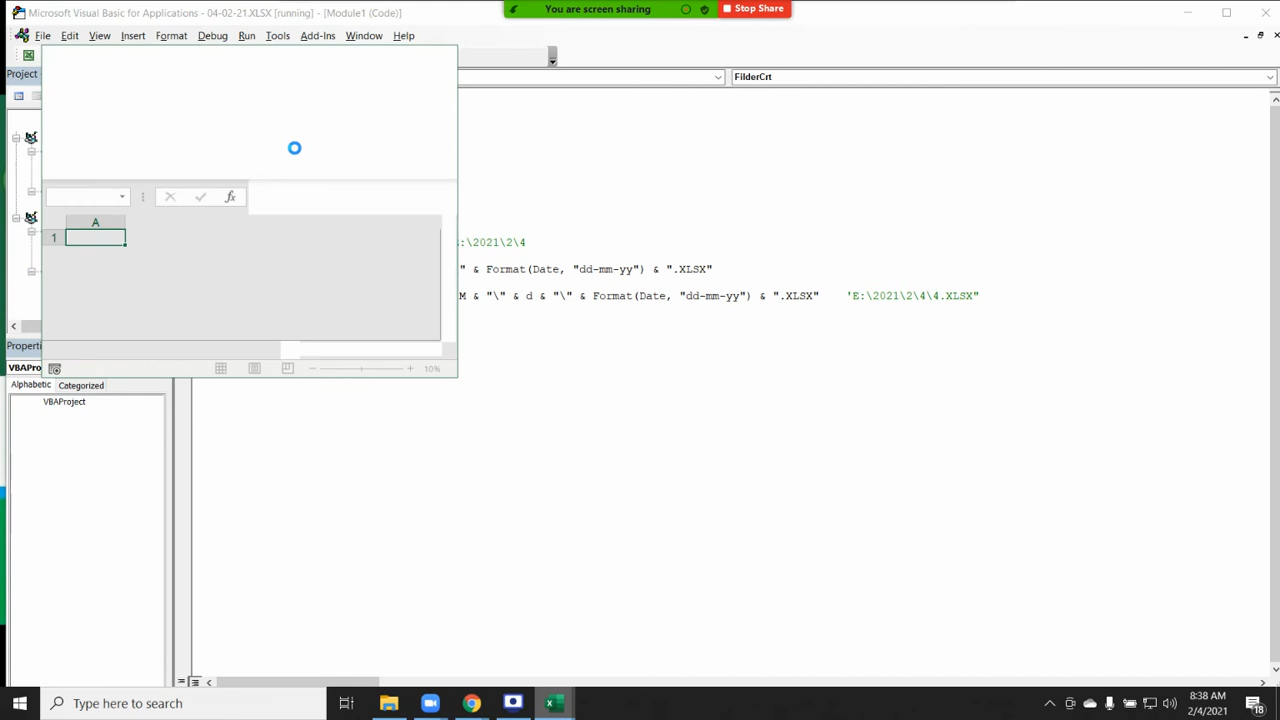 Microsoft Visual Basic for Applications - 04-02-21.XLSX [running] - [Module1 (Code)]
You are screen sharing
Stop Share
File Edit View Insert Format Debug Run Tools Add-Ins Window Help
Project
FilderCrt
fx
A
1
:\2021\2\4
" & Format(Date, "dd-mm-yy") & ".XLSX"
M & "\" & d & "\" & Format(Date, "dd-mm-yy") & ".XLSX" 'E:\2021\2\4\4.XLSX"
Properti
10%
VBAPro
Alphabetic Categorized
VBAProject
Type here to search
8:38 AM
2/4/2021
18